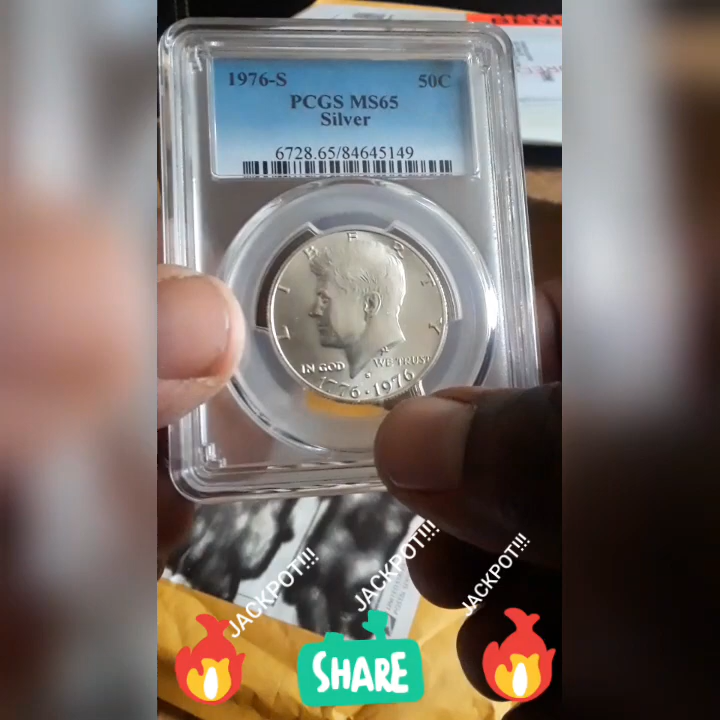 1976-S 50C
PCGS MS65
Silver
6728.65/84645149
LIBERTY
IN GOD WE TRUST
1776·1976
JACKPOT!!! JACKPOT!!! JACKPOT!!!
SHARE